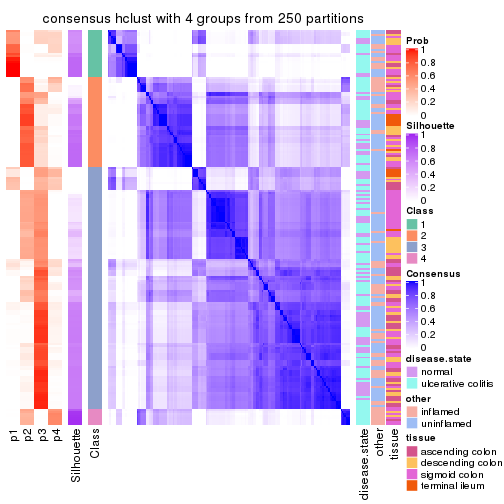 consensus hclust with 4 groups from 250 partitions
p1
p2
p3
p4
Silhouette
Class
disease.state
other
tissue
Prob
1
0.8
0.6
0.4
0.2
0
Silhouette
1
0.8
0.6
0.4
0.2
0
Class
1
2
3
4
Consensus
1
0.8
0.6
0.4
0.2
0
disease.state
normal
ulcerative colitis
other
inflamed
uninflamed
tissue
ascending colon
descending colon
sigmoid colon
terminal ileum